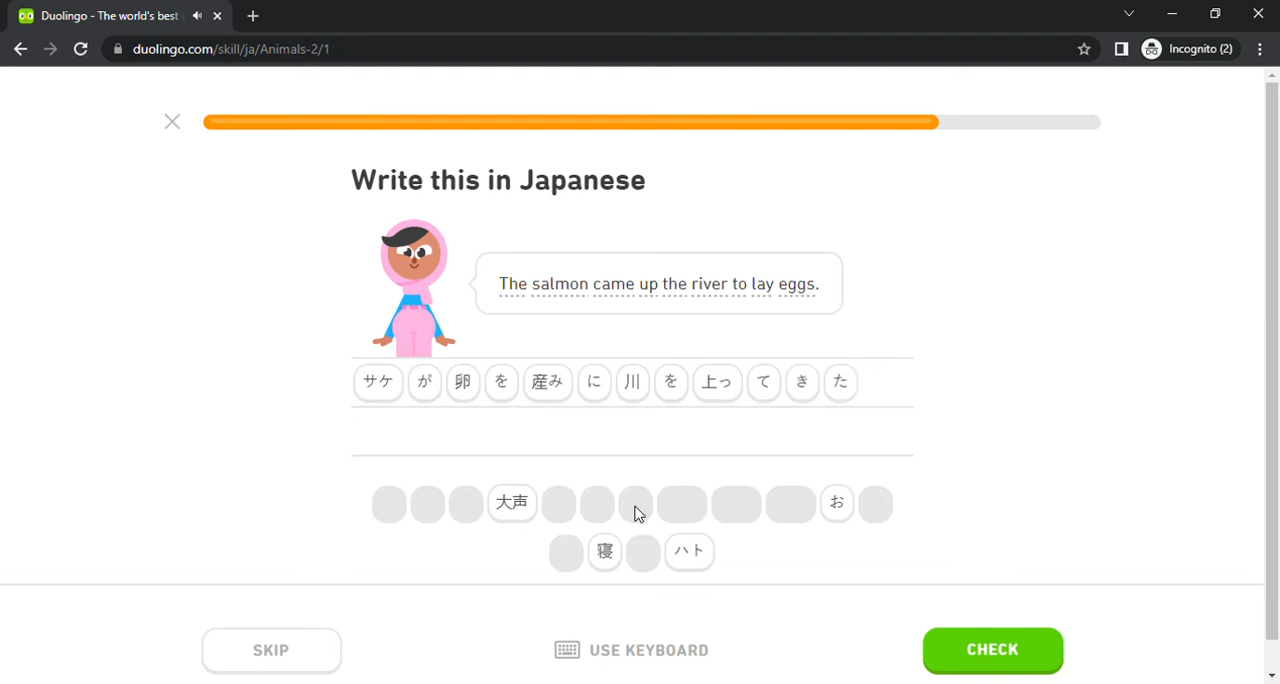 Duolingo - The world's best
duolingo.com/skill/ja/Animals-2/1
Incognito (2)
Write this in Japanese
The salmon came up the river to lay eggs.
サケ が 卵 を 産み に 川 を 上っ て き た
大声 お
寝 ハト
SKIP USE KEYBOARD CHECK